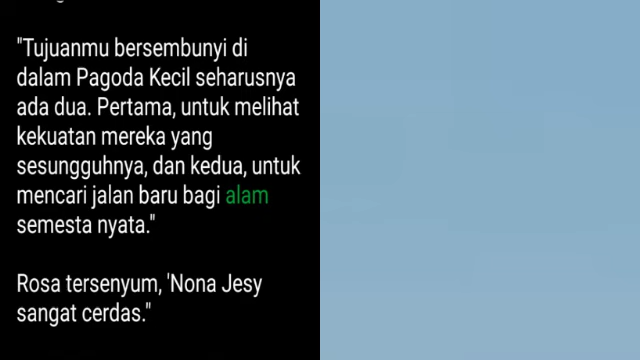 "Tujuanmu bersembunyi di
dalam Pagoda Kecil seharusnya
ada dua. Pertama, untuk melihat
kekuatan mereka yang
sesungguhnya, dan kedua, untuk
mencari jalan baru bagi alam
semesta nyata."
Rosa tersenyum, 'Nona Jesy
sangat cerdas."